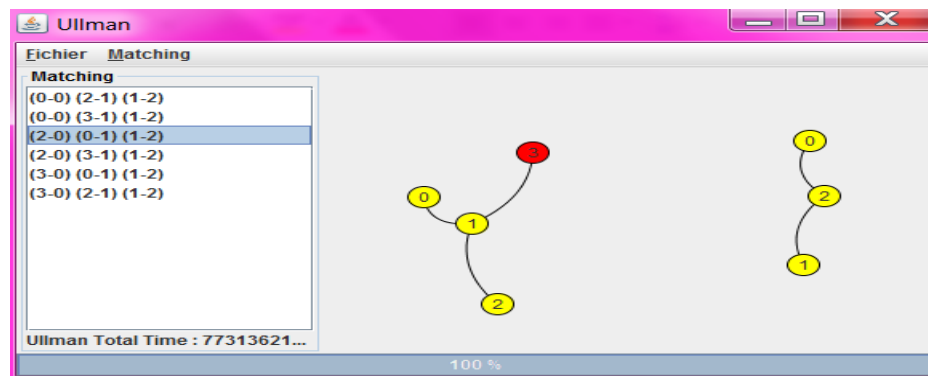 Ullman
Fichier Matching
Matching
(0-0) (2-1) (1-2)
(0-0) (3-1) (1-2)
(2-0) (0-1) (1-2)
(2-0) (3-1) (1-2)
(3-0) (0-1) (1-2)
(3-0) (2-1) (1-2)
Ullman Total Time : 77313621...
0
3
1
2
0
2
1
100 %